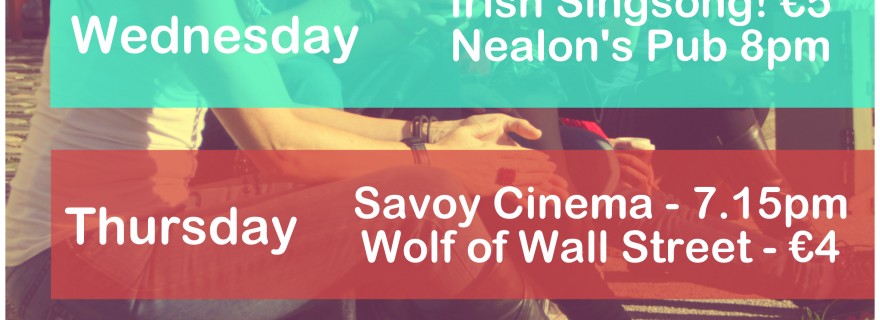 Irish Singsong! €5
Wednesday
Nealon's Pub 8pm
Savoy Cinema - 7.15pm
Thursday
Wolf of Wall Street - €4